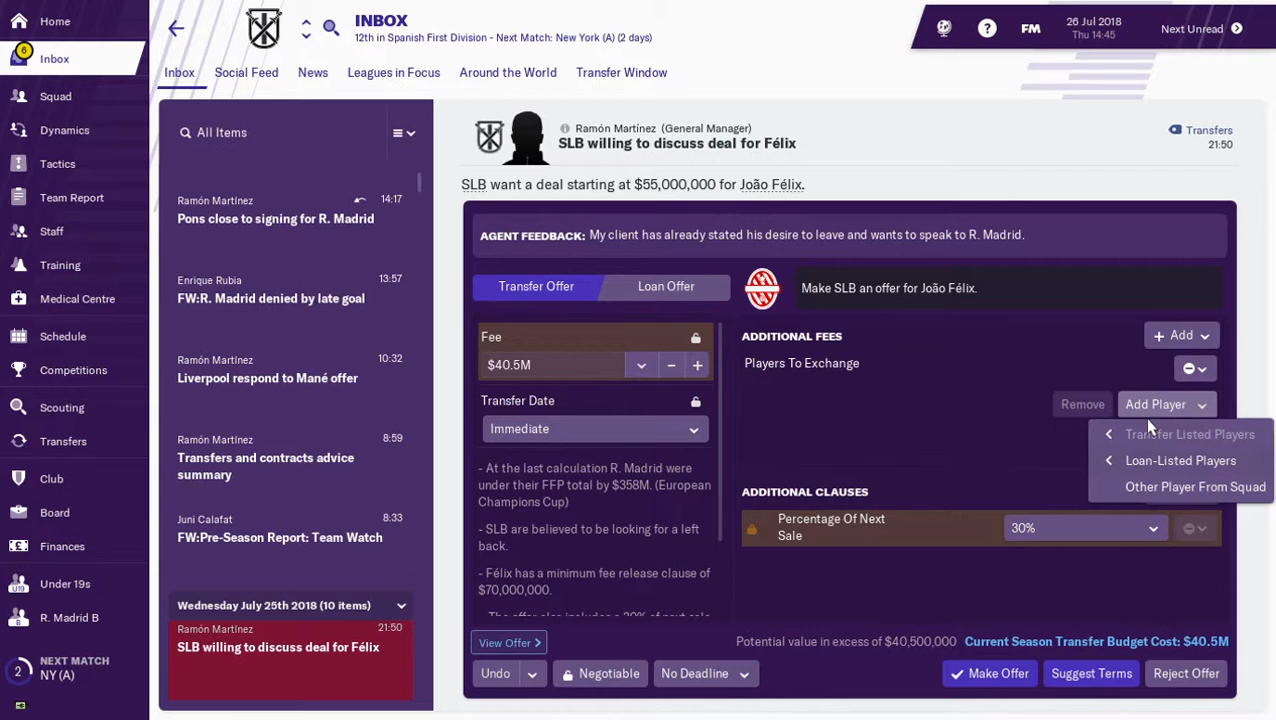 Home
6
Inbox
Squad
Dynamics
Tactics
Team Report
Staff
Training
Medical Centre
Schedule
Competitions
Scouting
Transfers
Club
Board
Finances
U19
Under 19s
B
R. Madrid B
2
NEXT MATCH
NY (A)
INBOX
12th in Spanish First Division - Next Match: New York (A) (2 days)
?
FM
26 Jul 2018
Thu 14:45
Next Unread
Inbox
Social Feed
News
Leagues in Focus
Around the World
Transfer Window
All Items
Ramón Martínez
14:17
Pons close to signing for R. Madrid
Enrique Rubia
13:57
FW:R. Madrid denied by late goal
Ramón Martínez
10:32
Liverpool respond to Mané offer
Ramón Martínez
8:59
Transfers and contracts advice
summary
Juni Calafat
8:33
FW:Pre-Season Report: Team Watch
Wednesday July 25th 2018 (10 items)
Ramón Martínez
21:50
SLB willing to discuss deal for Félix
Ramón Martínez (General Manager)
SLB willing to discuss deal for Félix
Transfers
21:50
SLB want a deal starting at $55,000,000 for João Félix.
AGENT FEEDBACK: My client has already stated his desire to leave and wants to speak to R. Madrid.
Transfer Offer
Loan Offer
Make SLB an offer for João Félix.
Fee
$40.5M
Transfer Date
Immediate
- At the last calculation R. Madrid were
under their FFP total by $358M. (European
Champions Cup)
- SLB are believed to be looking for a left
back.
- Félix has a minimum fee release clause of
$70,000,000.
ADDITIONAL FEES
Add
Players To Exchange
Remove
Add Player
Transfer Listed Players
Loan-Listed Players
Other Player From Squad
ADDITIONAL CLAUSES
Percentage Of Next
Sale
30%
View Offer
Potential value in excess of $40,500,000
Current Season Transfer Budget Cost: $40.5M
Undo
Negotiable
No Deadline
Make Offer
Suggest Terms
Reject Offer